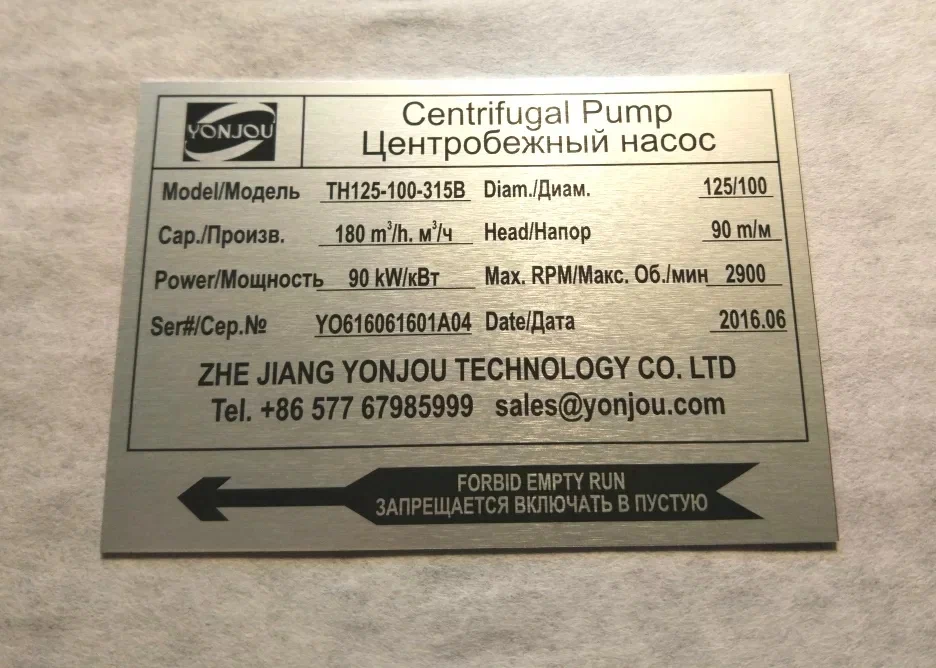 YONJOU
Centrifugal Pump
Центробежный насос
Model/Модель TH125-100-315B Diam./Диам. 125/100
Cap./Произв. 180 m³/h. м³/ч Head/Напор 90 m/м
Power/Мощность 90 kW/кВт Max. RPM/Макс. Об./мин 2900
Ser#/Сер.№ YO616061601A04 Date/Дата 2016.06
ZHE JIANG YONJOU TECHNOLOGY CO. LTD
Tel. +86 577 67985999 sales@yonjou.com
FORBID EMPTY RUN
ЗАПРЕЩАЕТСЯ ВКЛЮЧАТЬ В ПУСТУЮ